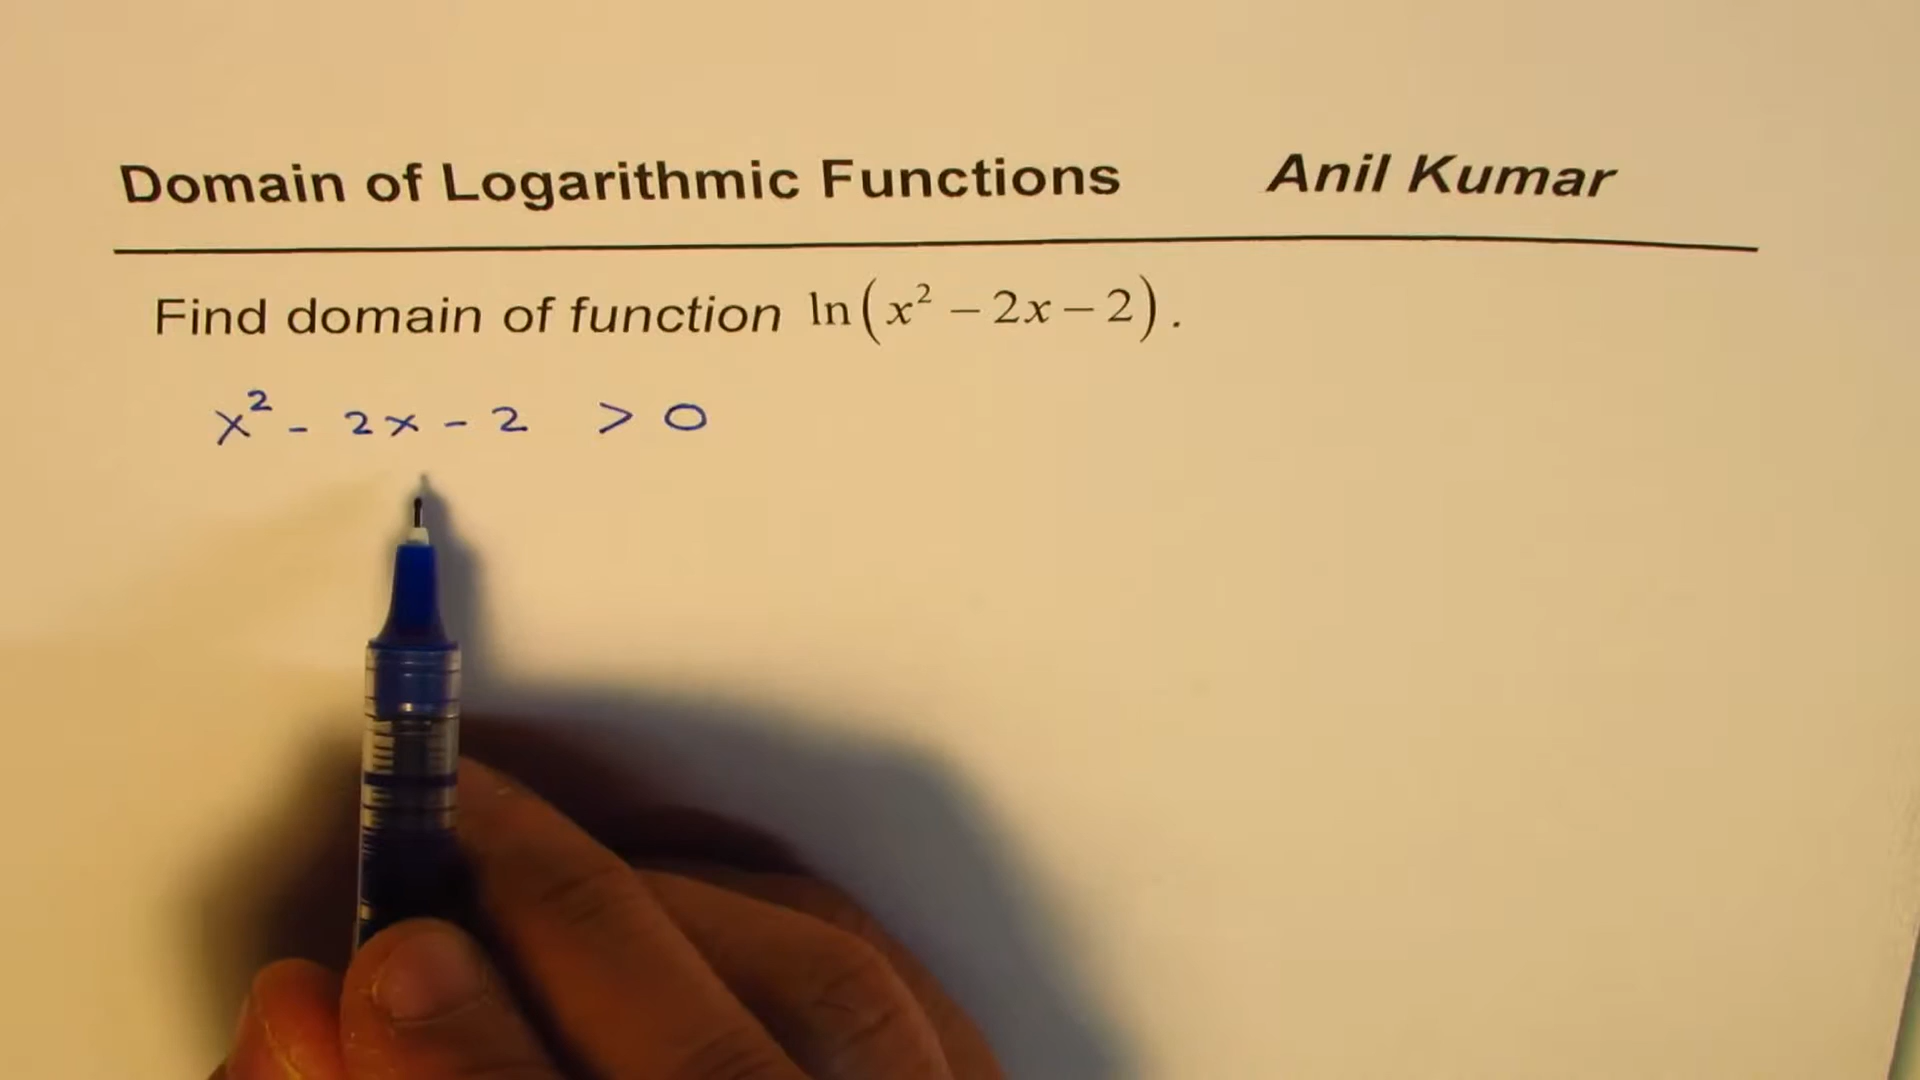 Domain of Logarithmic Functions Anil Kumar
Find domain of function ln(x² – 2x – 2).
x² - 2x - 2 > 0